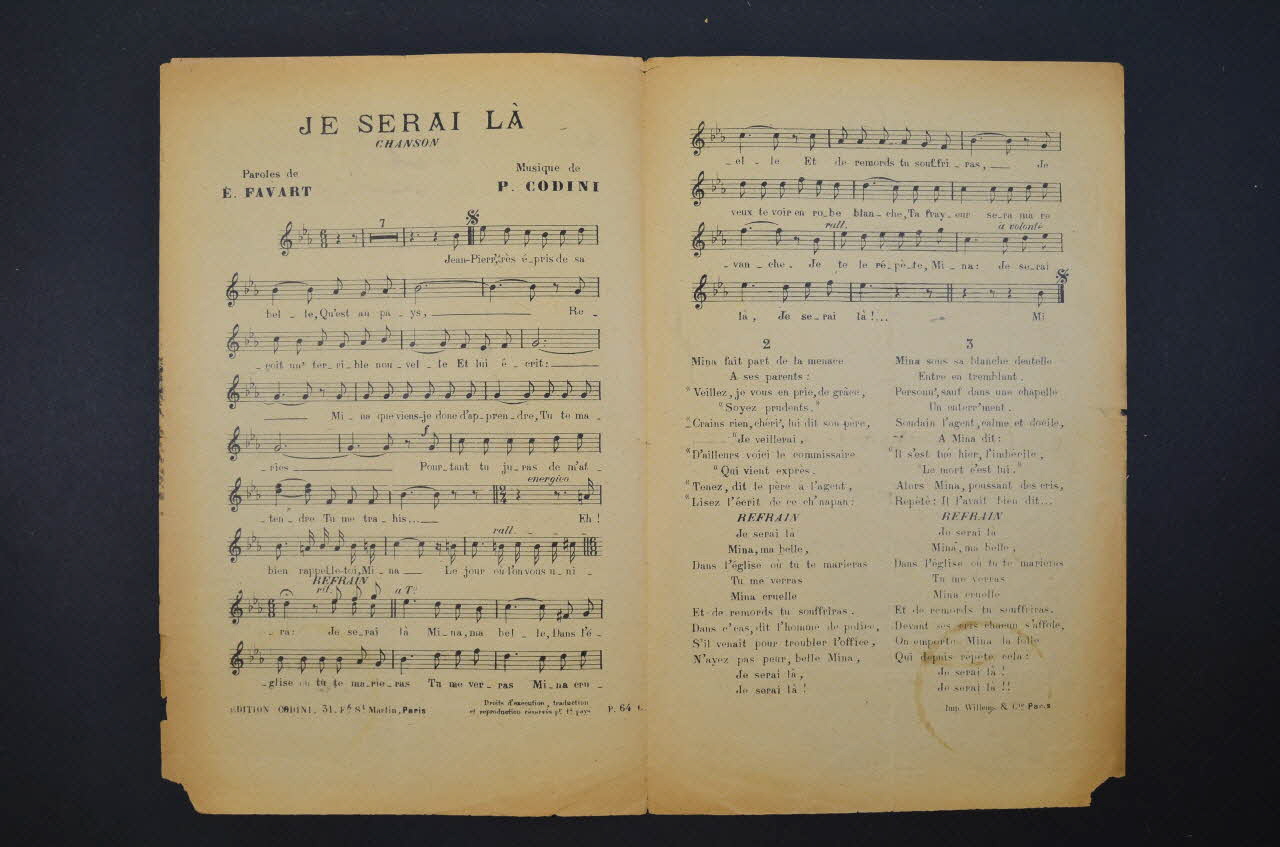 JE SERAI LÀ
CHANSON
Paroles de
É. FAVART
Musique de
P. CODINI
7
Jean-Pierr', très é-pris de sa
bel-le, Qu'est au pa-ys,
Re-
-çoit un' ter-ri-ble nou-vel-le Et lui é-crit:
Mi-na que viens-je donc d'ap-pren-dre, Tu te ma-
f
-ries
Pour-tant tu ju-ras de m'at-
energico
-ten-dre Tu me tra-his...
Eh!
rall.
bien rappel-le-toi, Mi-na
Le jour où l'on vous u-ni-
REFRAIN
rit.
a Tº
-ra: Je se-rai là Mi-na, ma bel-le, Dans l'é-
-glise où tu te ma-rie-ras Tu me ver-ras Mi-na cru-
EDITION CODINI, 31, Fg St Martin, Paris
Droits d'exécution, traduction
et reproduction réservés pr ts pays
P. 64 C.
-el-le Et de remords tu souf-fri-ras, Je
veux te voir en ro-be blan-che, Ta fray-eur se-ra ma re
rall.
a volonté
-van-che. Je te le ré-pè-te, Mi-na: Je se-rai
là, Je se-rai là!...
Mi
2
Mina fait part de la menace
A ses parents:
"Veillez, je vous en prie, de grâce,
"Soyez prudents."
"Crains rien, chéri', lui dit son père,
"Je veillerai,
"D'ailleurs voici le commissaire
"Qui vient exprès.
"Tenez, dit le père à l'agent,
"Lisez l'écrit de ce ch'napan:
REFRAIN
Je serai là
Mina, ma belle,
Dans l'église où tu te marieras
Tu me verras
Mina cruelle
Et de remords tu souffriras.
Dans c'cas, dit l'homme de police,
S'il venait pour troubler l'office,
N'ayez pas peur, belle Mina,
Je serai là,
Je serai là!
3
Mina sous sa blanche dentelle
Entre en tremblant.
Personn', sauf dans une chapelle
Un enterr'ment.
Soudain l'agent, calme et docile,
A Mina dit:
"Il s'est tué hier, l'imbécile,
"Le mort c'est lui."
Alors Mina, poussant des cris,
Répète: Il l'avait bien dit...
REFRAIN
Je serai là
Mina, ma belle,
Dans l'église où tu te marieras
Tu me verras
Mina cruelle
Et de remords tu souffriras.
Devant ses cris chacun s'affole,
On emporte Mina la folle
Qui depuis répète cela:
Je serai là!
Je serai là!!
Imp. Willems & Cie Paris